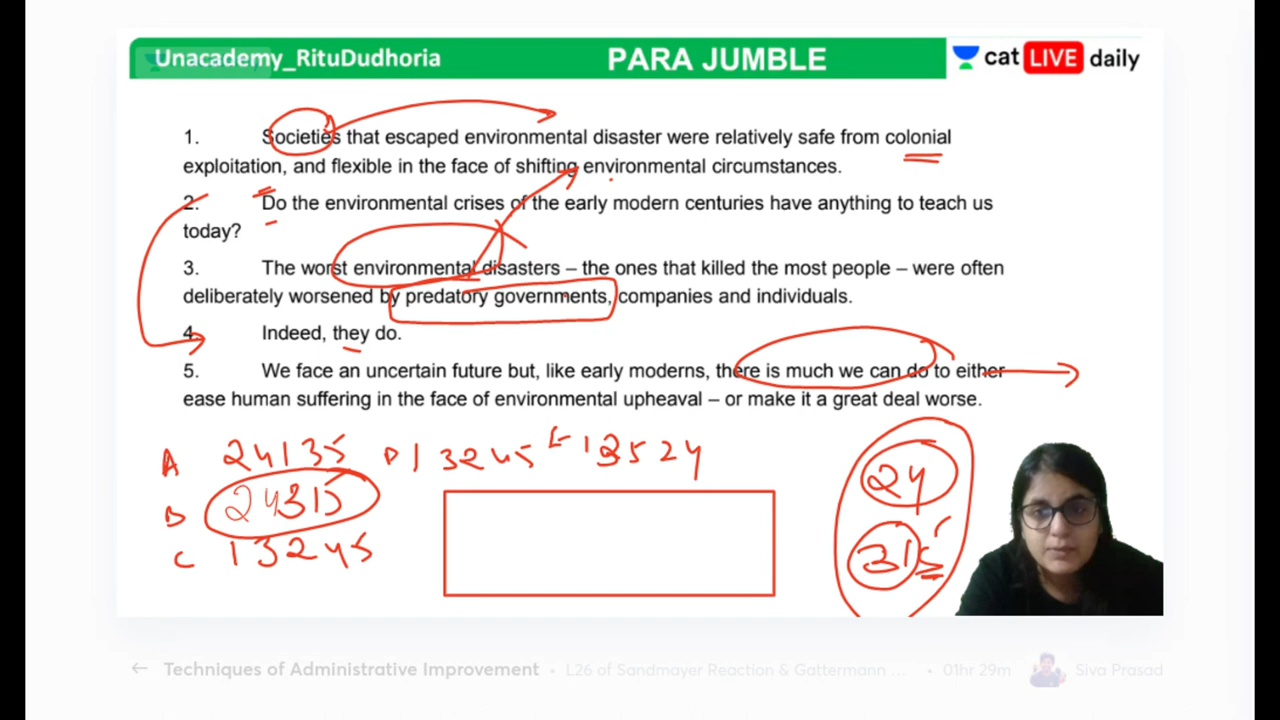 Unacademy_RituDudhoria
PARA JUMBLE
cat LIVE daily
1. Societies that escaped environmental disaster were relatively safe from colonial
exploitation, and flexible in the face of shifting environmental circumstances.
2. Do the environmental crises of the early modern centuries have anything to teach us
today?
3. The worst environmental disasters – the ones that killed the most people – were often
deliberately worsened by predatory governments, companies and individuals.
4. Indeed, they do.
5. We face an uncertain future but, like early moderns, there is much we can do to either
ease human suffering in the face of environmental upheaval – or make it a great deal worse.
A 24135 D 13245 E 13524
B 24315
C 13245
24
315
← Techniques of Administrative Improvement • L26 of Sandmayer Reaction & Gattermann ... • 01hr 29m Siva Prasad